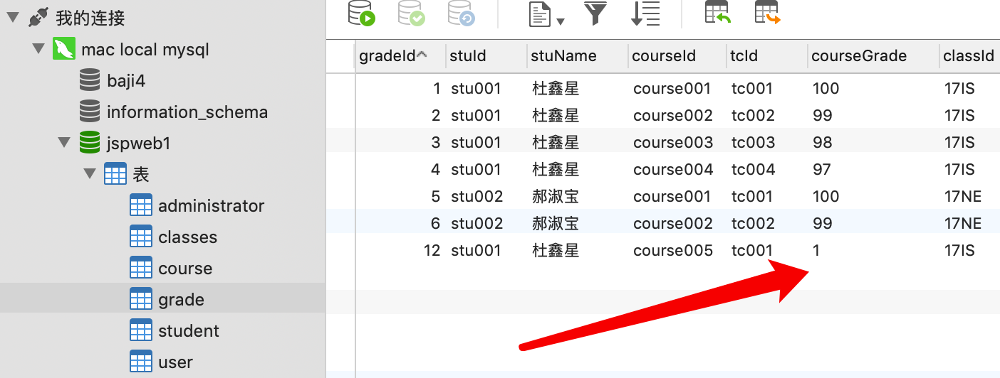 我的连接
mac local mysql
baji4
information_schema
jspweb1
表
administrator
classes
course
grade
student
user
gradeId stuId stuName courseId tcId courseGrade classId
1 stu001 杜鑫星 course001 tc001 100 17IS
2 stu001 杜鑫星 course002 tc002 99 17IS
3 stu001 杜鑫星 course003 tc003 98 17IS
4 stu001 杜鑫星 course004 tc004 97 17IS
5 stu002 郝淑宝 course001 tc001 100 17NE
6 stu002 郝淑宝 course002 tc002 99 17NE
12 stu001 杜鑫星 course005 tc001 1 17IS